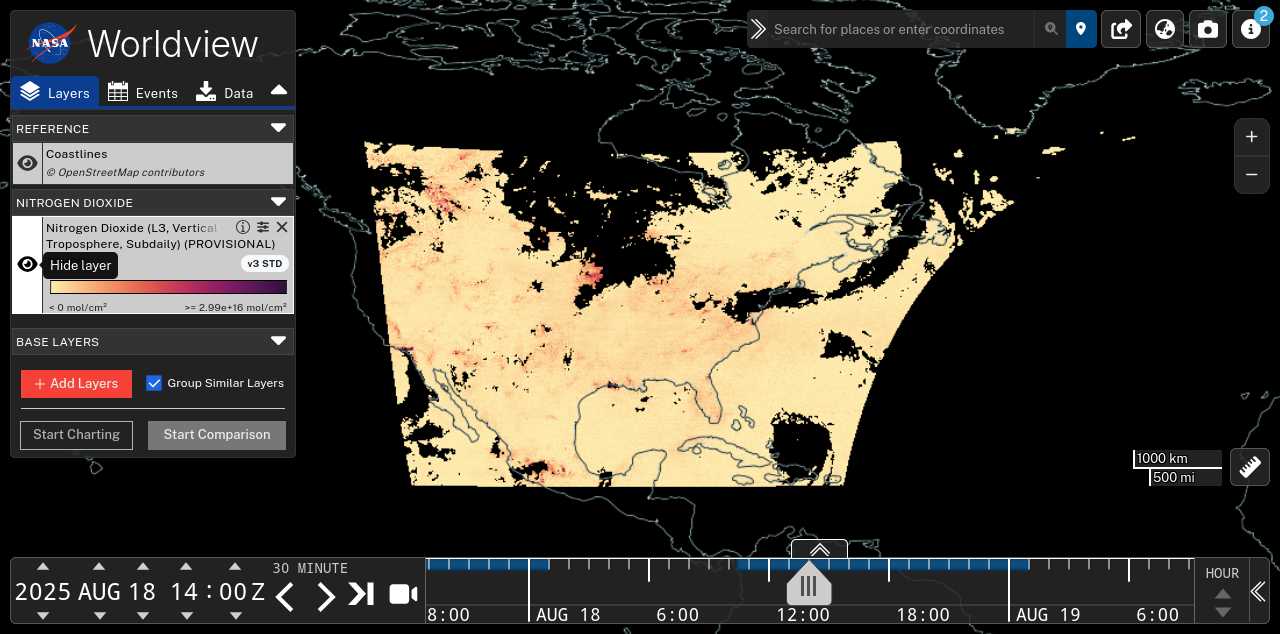 NASA
Worldview
Layers
Events
Data
REFERENCE
Coastlines
© OpenStreetMap contributors
NITROGEN DIOXIDE
Nitrogen Dioxide (L3, Vertical
Troposphere, Subdaily) (PROVISIONAL)
Hide layer
v3 STD
< 0 mol/cm²
>= 2.99e+16 mol/cm²
BASE LAYERS
+ Add Layers
Group Similar Layers
Start Charting
Start Comparison
Search for places or enter coordinates
2
+
−
1000 km
500 mi
2025 AUG 18 14 : 00 Z
30 MINUTE
8:00
AUG 18
6:00
12:00
18:00
AUG 19
6:00
HOUR